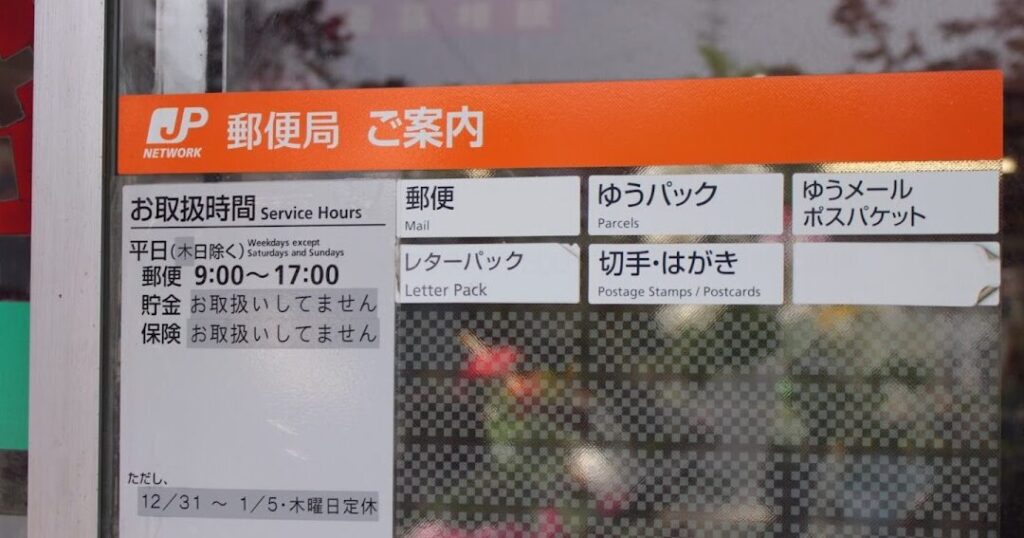 JP
NETWORK
郵便局 ご案内
お取扱時間 Service Hours
平日(木日除く) Weekdays except
Saturdays and Sundays
郵便 9:00～17:00
貯金 お取扱いしてません
保険 お取扱いしてません
ただし、
12/31 ～ 1/5・木曜日定休
郵便
Mail
ゆうパック
Parcels
ゆうメール
ポスパケット
レターパック
Letter Pack
切手・はがき
Postage Stamps / Postcards